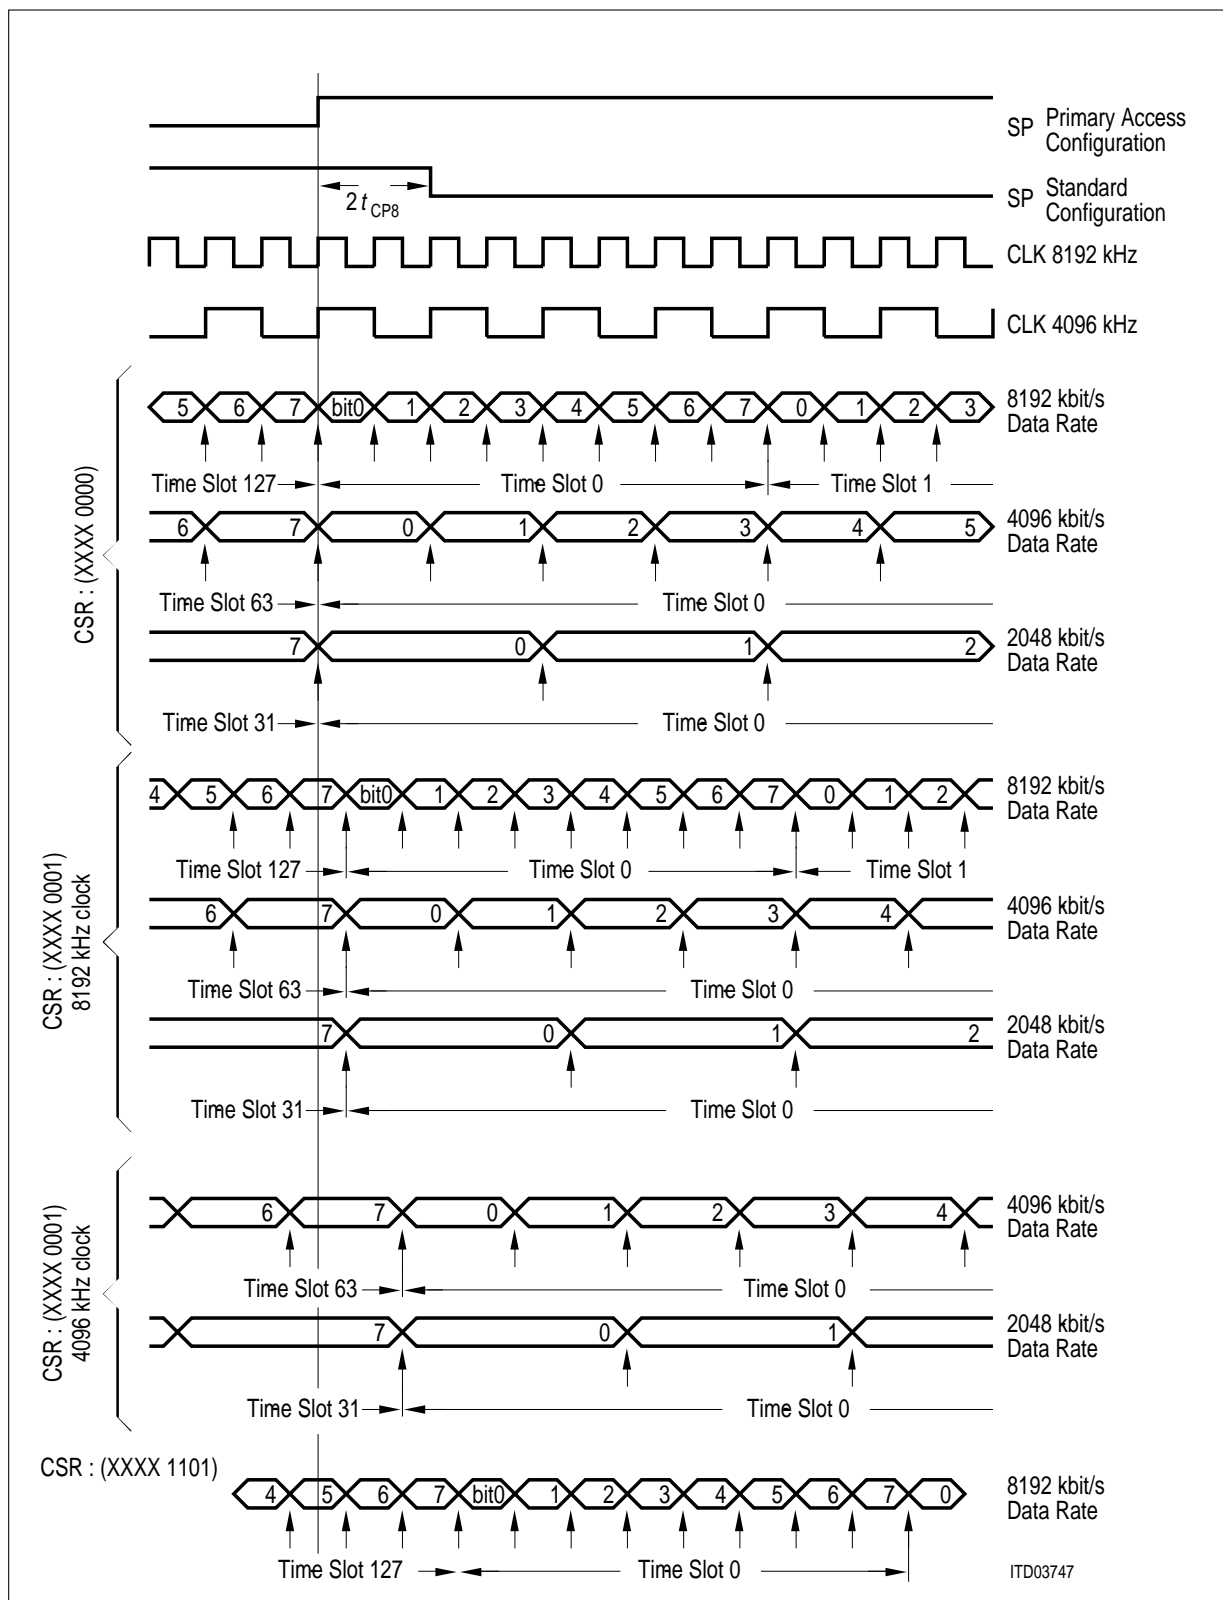 SP Primary Access
Configuration
2 t CP8
SP Standard
Configuration
CLK 8192 kHz
CLK 4096 kHz
CSR : (XXXX 0000)
5 6 7 bit0 1 2 3 4 5 6 7 0 1 2 3
8192 kbit/s
Data Rate
Time Slot 127 Time Slot 0 Time Slot 1
6 7 0 1 2 3 4 5
4096 kbit/s
Data Rate
Time Slot 63 Time Slot 0
7 0 1 2
2048 kbit/s
Data Rate
Time Slot 31 Time Slot 0
CSR : (XXXX 0001)
8192 kHz clock
4 5 6 7 bit0 1 2 3 4 5 6 7 0 1 2
8192 kbit/s
Data Rate
Time Slot 127 Time Slot 0 Time Slot 1
6 7 0 1 2 3 4
4096 kbit/s
Data Rate
Time Slot 63 Time Slot 0
7 0 1 2
2048 kbit/s
Data Rate
Time Slot 31 Time Slot 0
CSR : (XXXX 0001)
4096 kHz clock
6 7 0 1 2 3 4
4096 kbit/s
Data Rate
Time Slot 63 Time Slot 0
7 0 1
2048 kbit/s
Data Rate
Time Slot 31 Time Slot 0
CSR : (XXXX 1101)
4 5 6 7 bit0 1 2 3 4 5 6 7 0
8192 kbit/s
Data Rate
Time Slot 127 Time Slot 0
ITD03747